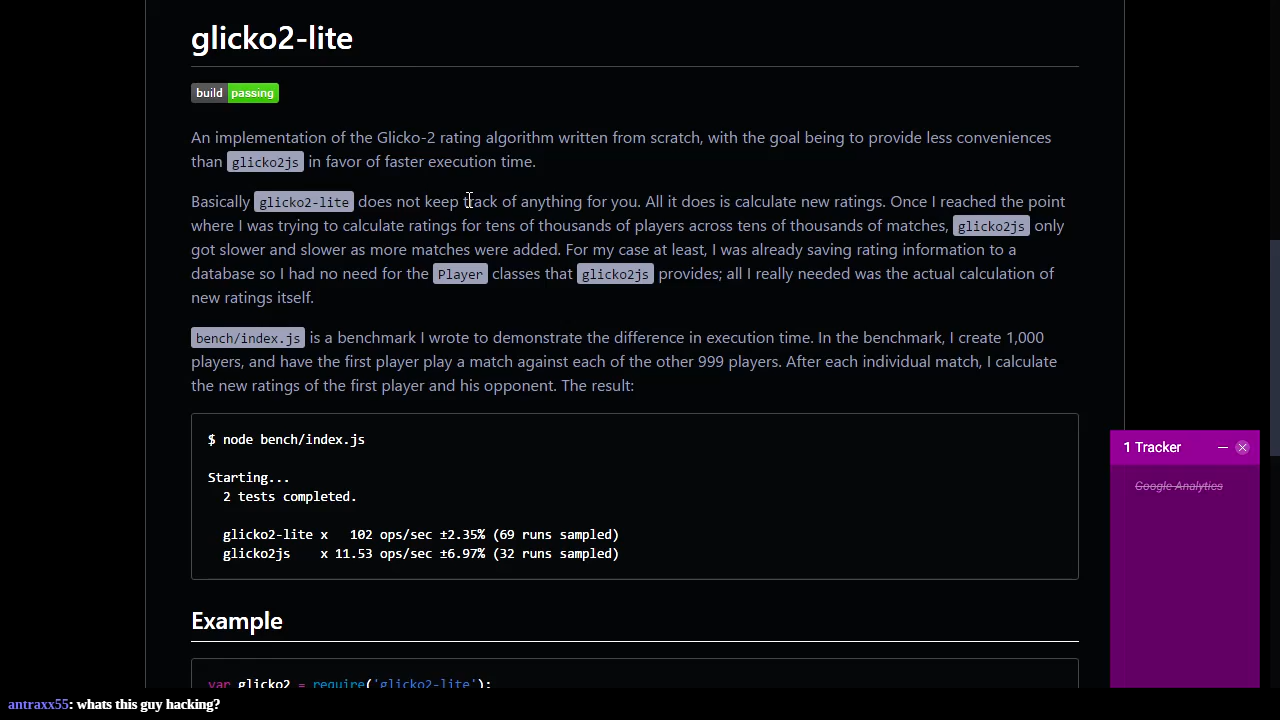 glicko2-lite
build passing
An implementation of the Glicko-2 rating algorithm written from scratch, with the goal being to provide less conveniences
than glicko2js in favor of faster execution time.
Basically glicko2-lite does not keep track of anything for you. All it does is calculate new ratings. Once I reached the point
where I was trying to calculate ratings for tens of thousands of players across tens of thousands of matches, glicko2js only
got slower and slower as more matches were added. For my case at least, I was already saving rating information to a
database so I had no need for the Player classes that glicko2js provides; all I really needed was the actual calculation of
new ratings itself.
bench/index.js is a benchmark I wrote to demonstrate the difference in execution time. In the benchmark, I create 1,000
players, and have the first player play a match against each of the other 999 players. After each individual match, I calculate
the new ratings of the first player and his opponent. The result:
$ node bench/index.js
Starting...
2 tests completed.
glicko2-lite x   102 ops/sec ±2.35% (69 runs sampled)
glicko2js    x 11.53 ops/sec ±6.97% (32 runs sampled)
Example
var glicko2 = require('glicko2-lite');
1 Tracker
Google Analytics
antraxx55: whats this guy hacking?